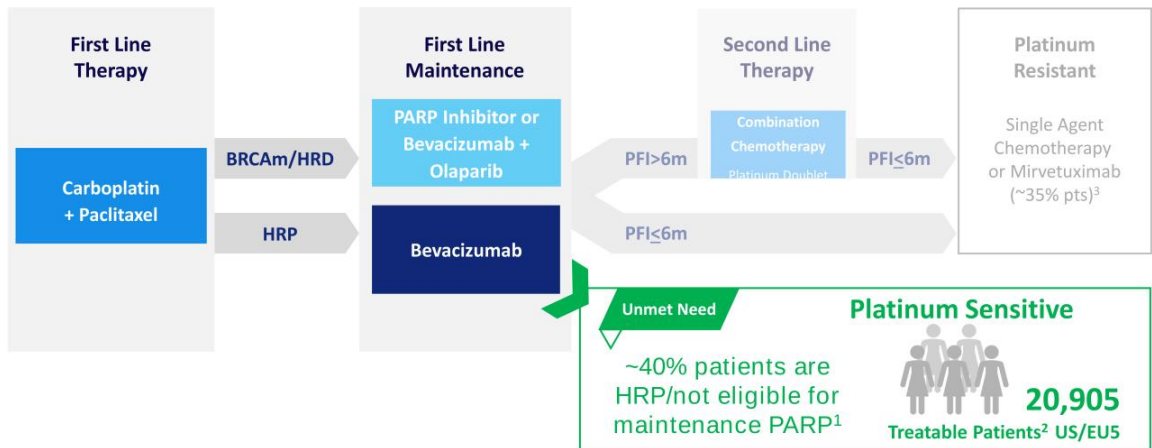 First Line
Therapy
Carboplatin
+ Paclitaxel
BRCAm/HRD
HRP
First Line
Maintenance
PARP Inhibitor or
Bevacizumab +
Olaparib
Bevacizumab
PFI>6m
PFI≤6m
Second Line
Therapy
Combination
Chemotherapy
Platinum Doublet
PFI≤6m
Platinum
Resistant
Single Agent
Chemotherapy
or Mirvetuximab
(~35% pts)³
Unmet Need
~40% patients are
HRP/not eligible for
maintenance PARP¹
Platinum Sensitive
20,905
Treatable Patients² US/EU5